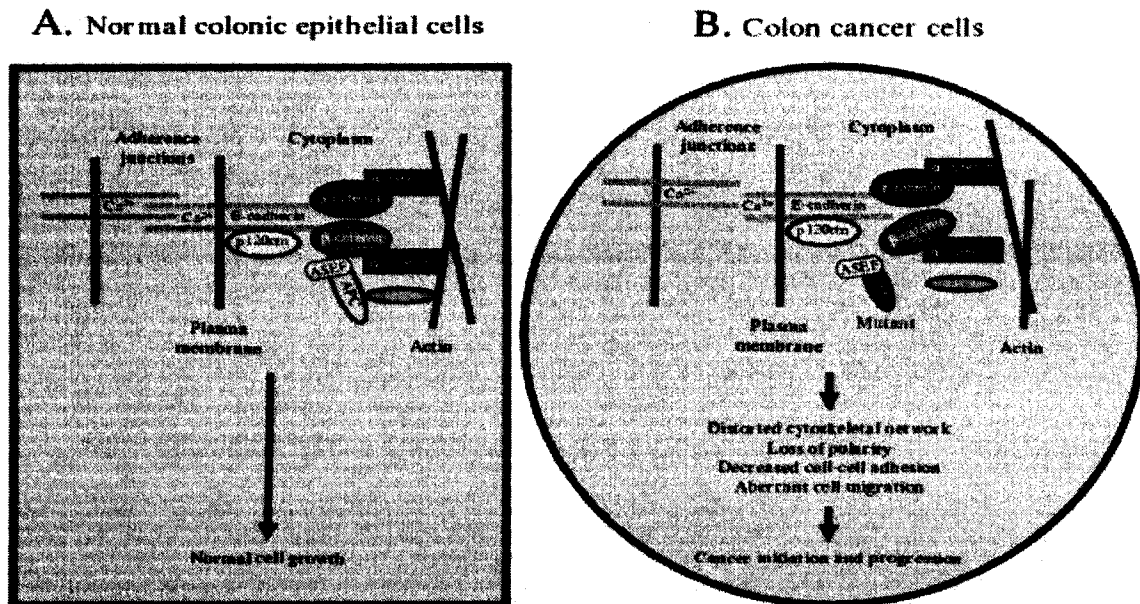 A. Normal colonic epithelial cells
Adherence
junctions
Cytoplasm
Ca2+
Ca2+
E-cadherin
p120ctn
ASEF
APC
Plasma
membrane
Actin
Normal cell growth
B. Colon cancer cells
Adherence
junctions
Cytoplasm
Ca2+
Ca2+
E-cadherin
p120ctn
ASEF
Mutant
Plasma
membrane
Actin
Distorted cytoskeletal network
Loss of polarity
Decreased cell-cell adhesion
Aberrant cell migration
Cancer initiation and progression